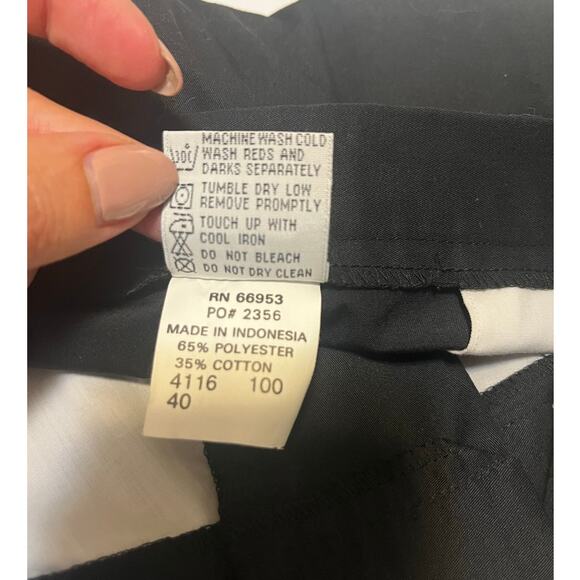 MACHINE WASH COLD
30C WASH REDS AND
DARKS SEPARATELY
TUMBLE DRY LOW
REMOVE PROMPTLY
TOUCH UP WITH
COOL IRON
DO NOT BLEACH
DO NOT DRY CLEAN
RN 66953
PO# 2356
MADE IN INDONESIA
65% POLYESTER
35% COTTON
4116 100
40